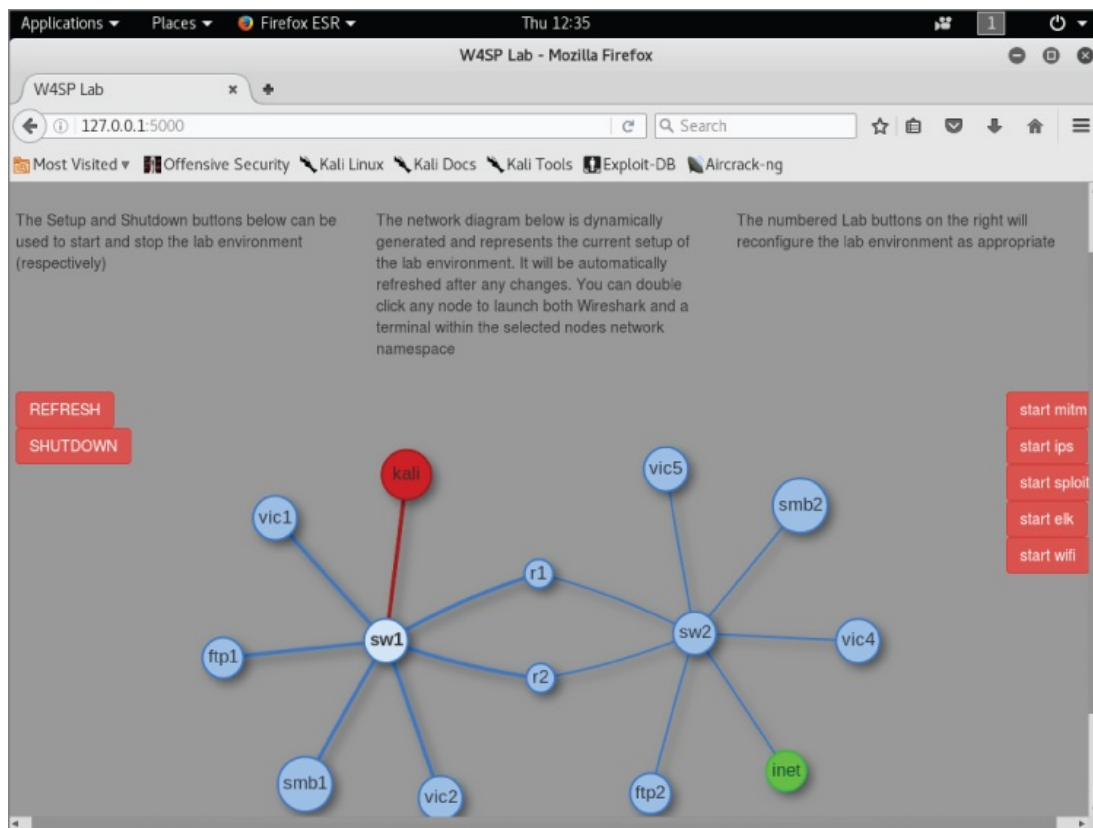 Applications Places Firefox ESR Thu 12:35 1
W4SP Lab - Mozilla Firefox
W4SP Lab
127.0.0.1:5000 Search
Most Visited Offensive Security Kali Linux Kali Docs Kali Tools Exploit-DB Aircrack-ng
The Setup and Shutdown buttons below can be
used to start and stop the lab environment
(respectively)
The network diagram below is dynamically
generated and represents the current setup of
the lab environment. It will be automatically
refreshed after any changes. You can double
click any node to launch both Wireshark and a
terminal within the selected nodes network
namespace
The numbered Lab buttons on the right will
reconfigure the lab environment as appropriate
REFRESH
SHUTDOWN
start mitm
start ips
start sploit
start elk
start wifi
kali
vic5
smb2
vic1
r1
sw1
sw2
vic4
ftp1
r2
smb1
vic2
ftp2
inet